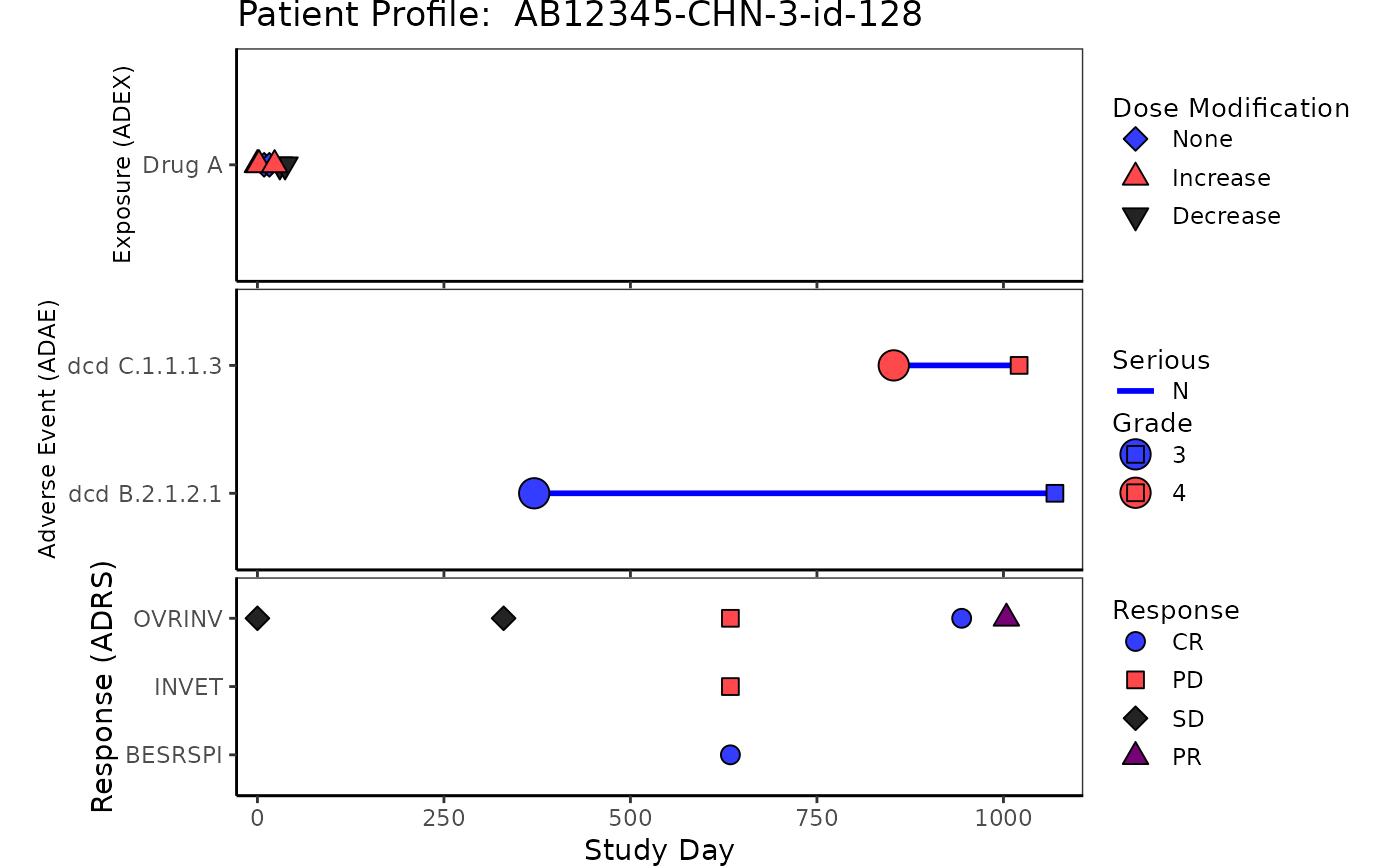 Patient Profile:  AB12345-CHN-3-id-128
Exposure (ADEX)
Drug A
Dose Modification
None
Increase
Decrease
Adverse Event (ADAE)
dcd C.1.1.1.3
dcd B.2.1.2.1
Serious
N
Grade
3
4
Response (ADRS)
OVRINV
INVET
BESRSPI
Response
CR
PD
SD
PR
0 250 500 750 1000
Study Day